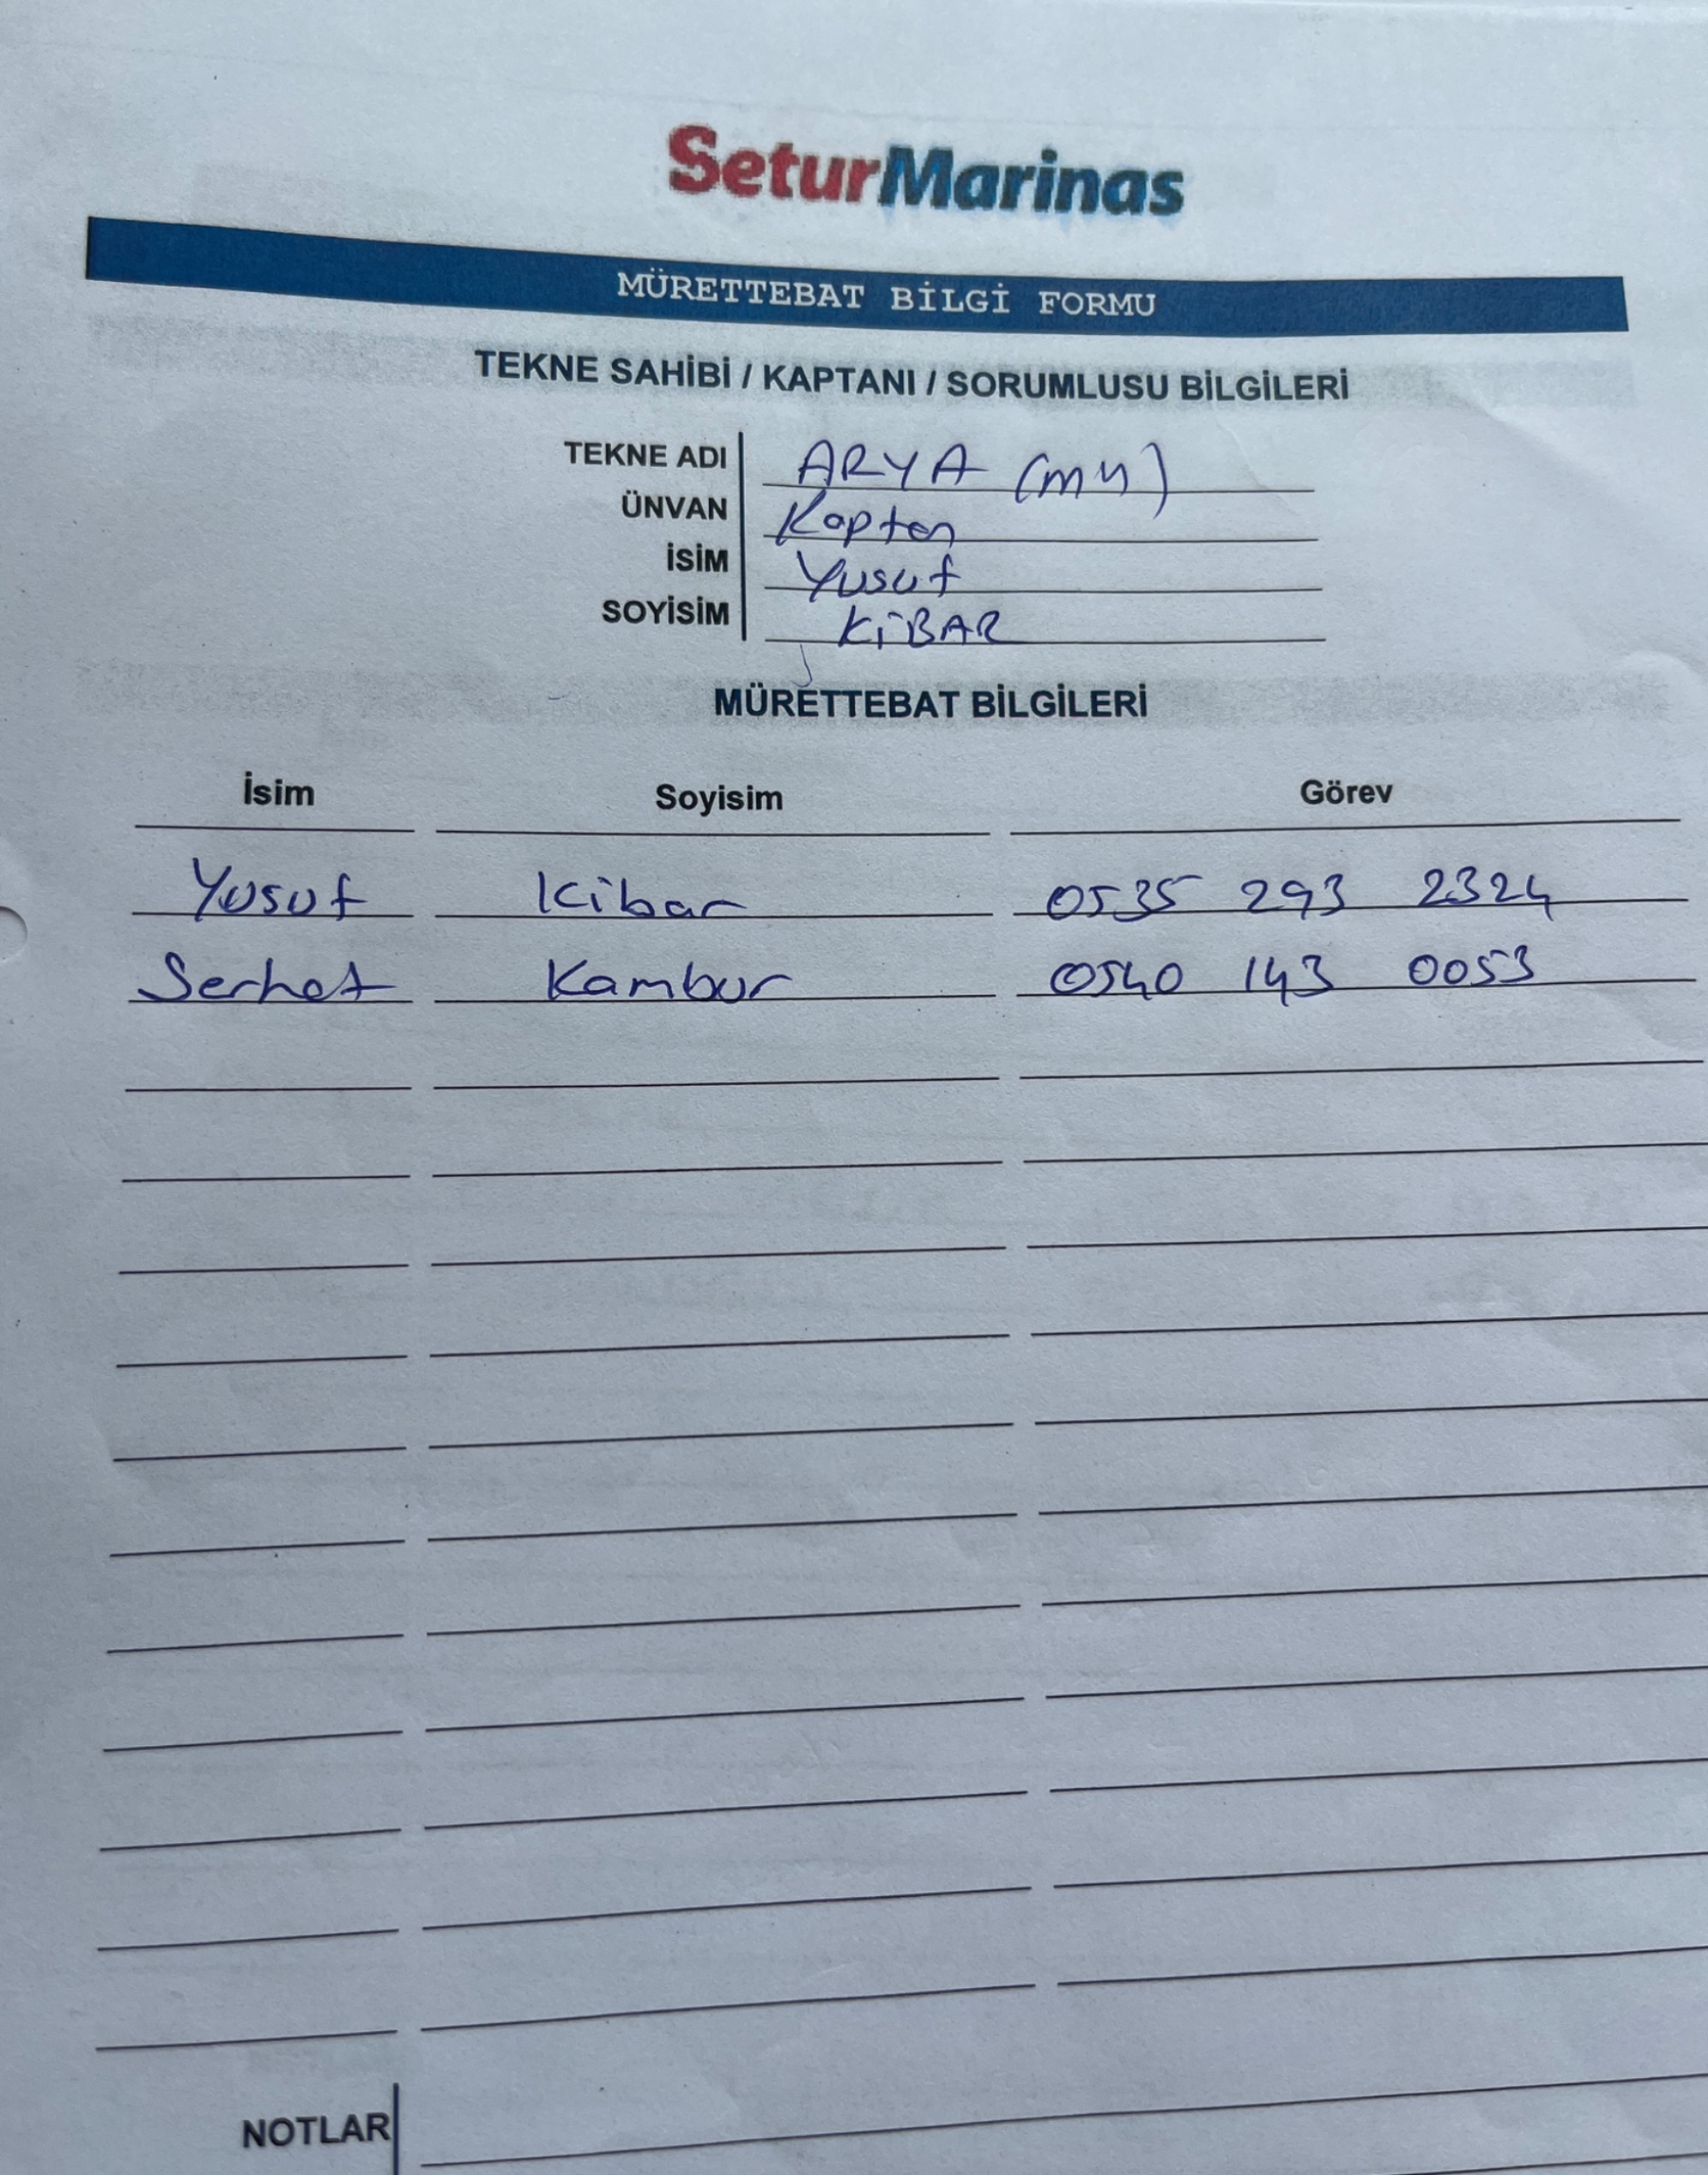 SeturMarinas
MÜRETTEBAT BİLGİ FORMU
TEKNE SAHİBİ / KAPTANI / SORUMLUSU BİLGİLERİ
TEKNE ADI ARYA (my)
ÜNVAN Kaptan
İSİM Yusuf
SOYİSİM KİBAR
MÜRETTEBAT BİLGİLERİ
İsim Soyisim Görev
Yusuf Kibar 0535 293 2324
Serhat Kambur 0540 143 0053
NOTLAR